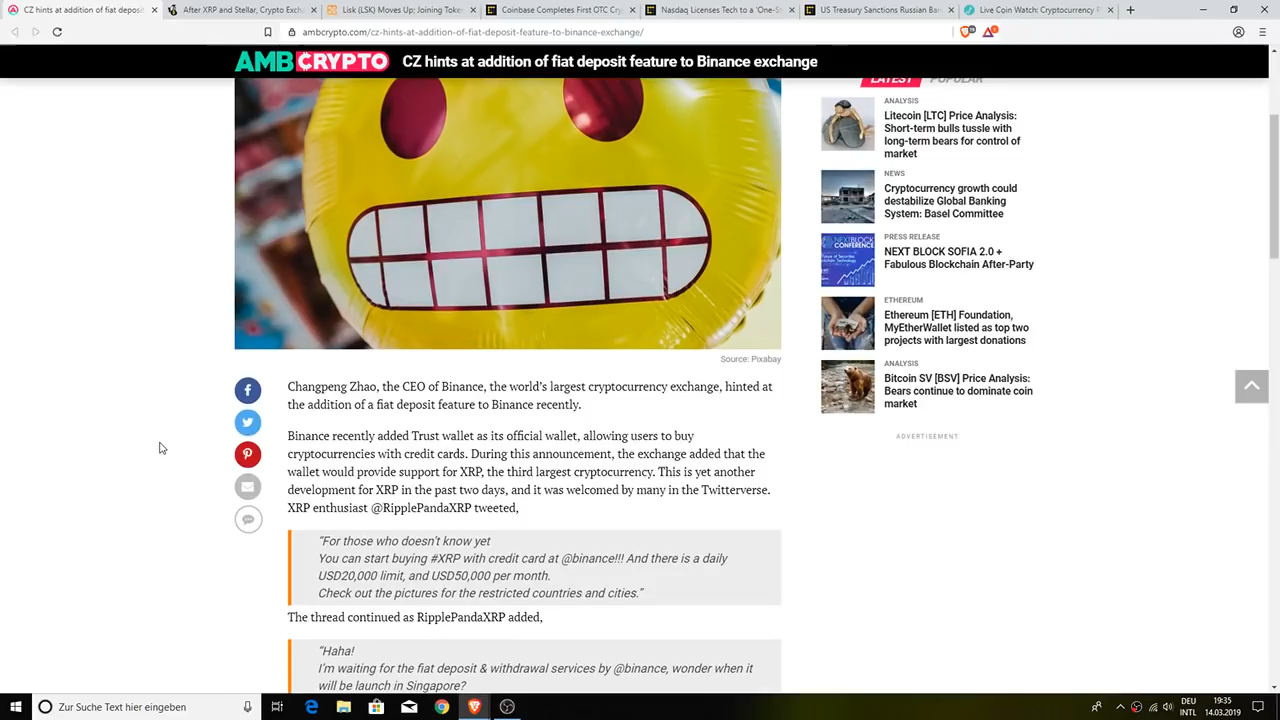 CZ hints at addition of fiat deposit
After XRP and Stellar, Crypto Exch
Lisk (LSK) Moves Up; Joining Token
Coinbase Completes First OTC Cry
Nasdaq Licenses Tech to a 'One-St
US Treasury Sanctions Russian Ban
Live Coin Watch: Cryptocurrency P
ambcrypto.com/cz-hints-at-addition-of-fiat-deposit-feature-to-binance-exchange/
AMBCRYPTO CZ hints at addition of fiat deposit feature to Binance exchange
LATEST POPULAR
Source: Pixabay
Changpeng Zhao, the CEO of Binance, the world's largest cryptocurrency exchange, hinted at
the addition of a fiat deposit feature to Binance recently.
Binance recently added Trust wallet as its official wallet, allowing users to buy
cryptocurrencies with credit cards. During this announcement, the exchange added that the
wallet would provide support for XRP, the third largest cryptocurrency. This is yet another
development for XRP in the past two days, and it was welcomed by many in the Twitterverse.
XRP enthusiast @RipplePandaXRP tweeted,
"For those who doesn't know yet
You can start buying #XRP with credit card at @binance!!! And there is a daily
USD20,000 limit, and USD50,000 per month.
Check out the pictures for the restricted countries and cities."
The thread continued as RipplePandaXRP added,
"Haha!
I'm waiting for the fiat deposit & withdrawal services by @binance, wonder when it
will be launch in Singapore?
ANALYSIS
Litecoin [LTC] Price Analysis:
Short-term bulls tussle with
long-term bears for control of
market
NEWS
Cryptocurrency growth could
destabilize Global Banking
System: Basel Committee
PRESS RELEASE
NEXT BLOCK SOFIA 2.0 +
Fabulous Blockchain After-Party
ETHEREUM
Ethereum [ETH] Foundation,
MyEtherWallet listed as top two
projects with largest donations
ANALYSIS
Bitcoin SV [BSV] Price Analysis:
Bears continue to dominate coin
market
ADVERTISEMENT
Zur Suche Text hier eingeben
DEU
INTL
19:35
14.03.2019